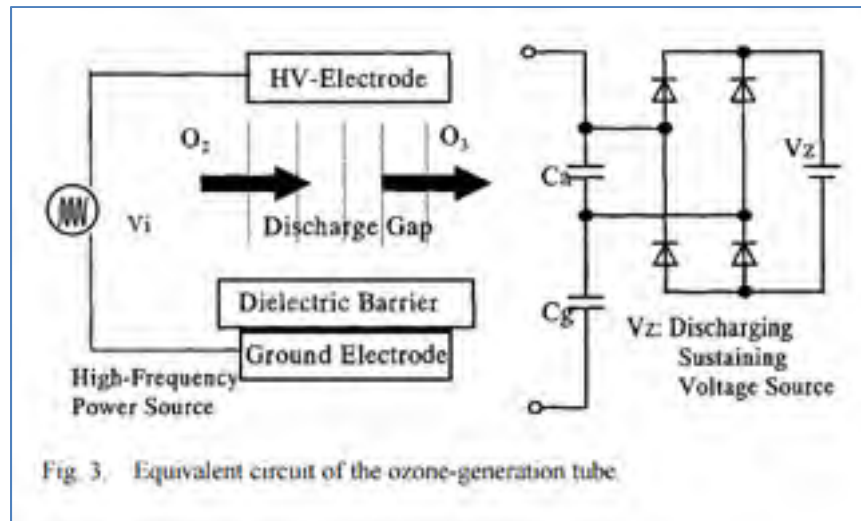 HV-Electrode
O₂
O₃
Vi
Discharge Gap
Dielectric Barrier
Ground Electrode
High-Frequency
Power Source
Ca
Cg
Vz
Vz: Discharging
Sustaining
Voltage Source
Fig. 3. Equivalent circuit of the ozone-generation tube.